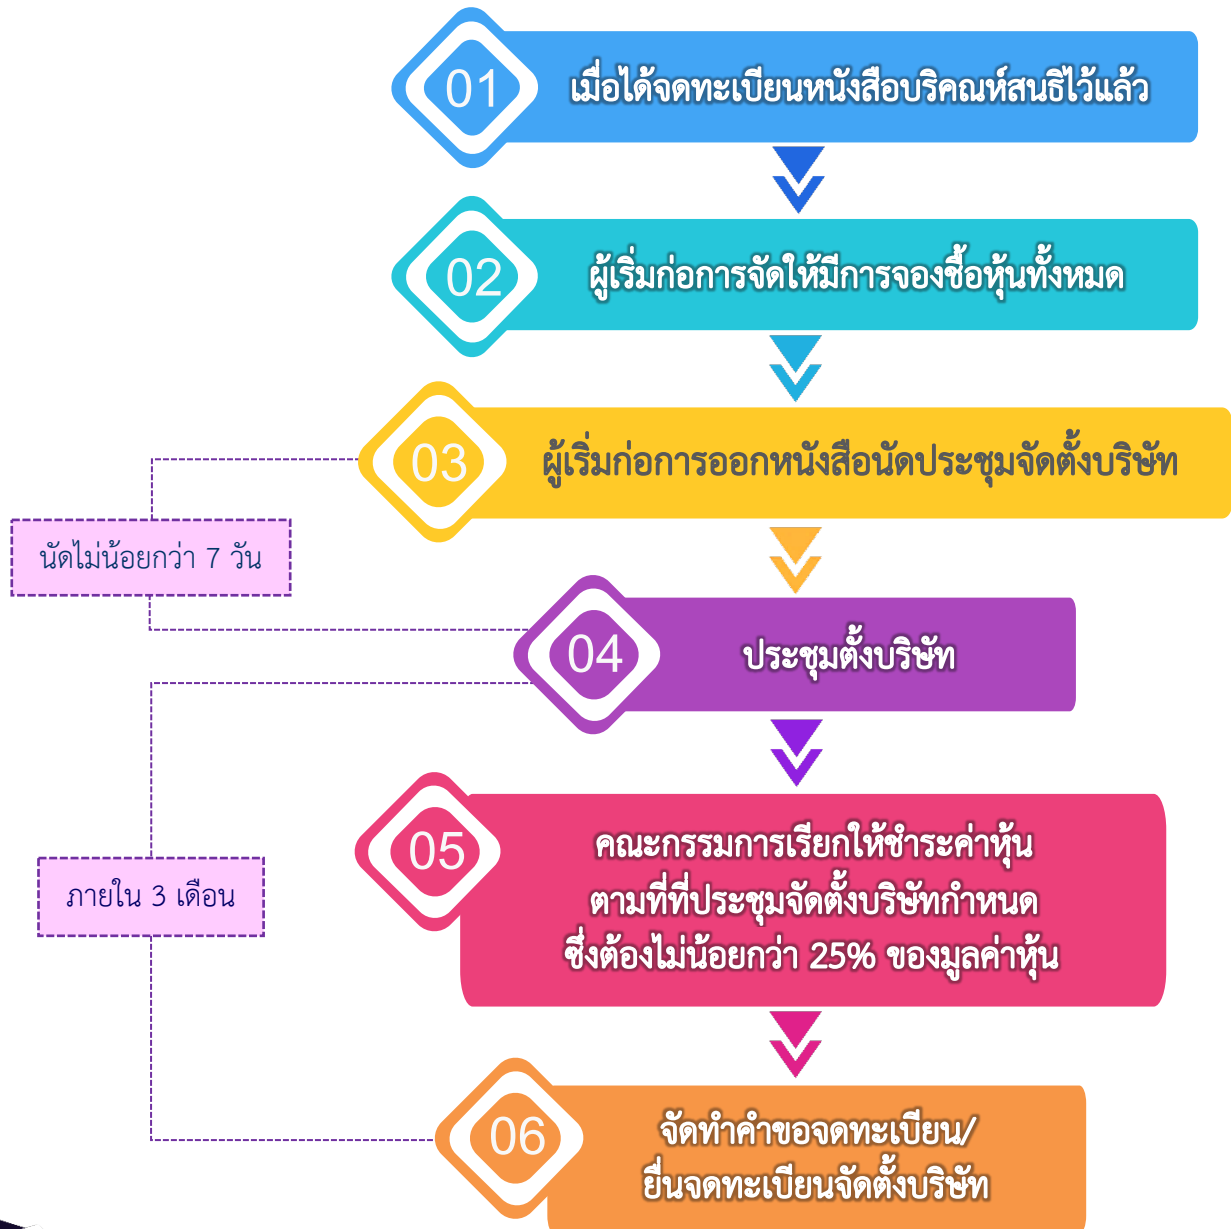 01
เมื่อได้จดทะเบียนหนังสือบริคณห์สนธิไว้แล้ว
02
ผู้เริ่มก่อการจัดให้มีการจองซื้อหุ้นทั้งหมด
03
ผู้เริ่มก่อการออกหนังสือนัดประชุมจัดตั้งบริษัท
นัดไม่น้อยกว่า 7 วัน
04
ประชุมตั้งบริษัท
05
คณะกรรมการเรียกให้ชำระค่าหุ้น
ตามที่ที่ประชุมจัดตั้งบริษัทกำหนด
ซึ่งต้องไม่น้อยกว่า 25% ของมูลค่าหุ้น
ภายใน 3 เดือน
06
จัดทำคำขอจดทะเบียน/
ยื่นจดทะเบียนจัดตั้งบริษัท